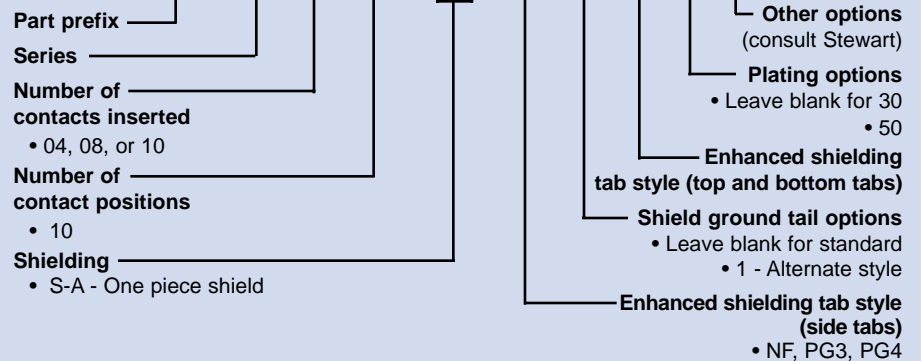 Part prefix
Series
Number of
contacts inserted
• 04, 08, or 10
Number of
contact positions
• 10
Shielding
• S-A - One piece shield
Other options
(consult Stewart)
Plating options
• Leave blank for 30
• 50
Enhanced shielding
tab style (top and bottom tabs)
Shield ground tail options
• Leave blank for standard
• 1 - Alternate style
Enhanced shielding tab style
(side tabs)
• NF, PG3, PG4